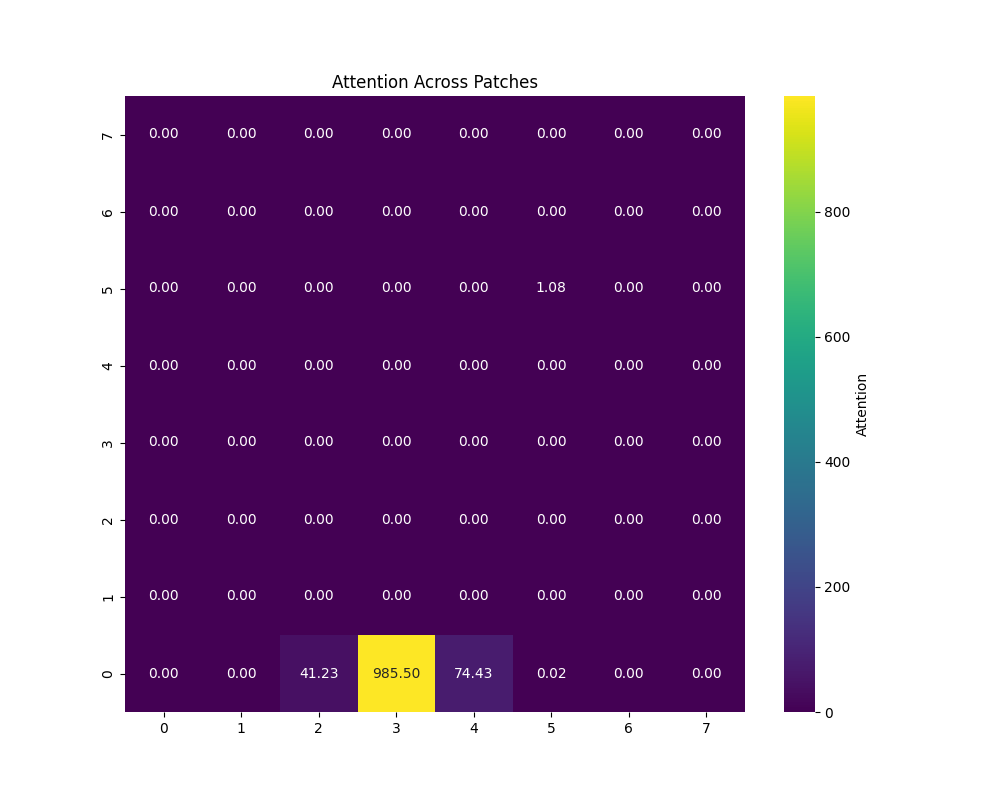 Attention Across Patches
7 0.00 0.00 0.00 0.00 0.00 0.00 0.00 0.00
6 0.00 0.00 0.00 0.00 0.00 0.00 0.00 0.00
5 0.00 0.00 0.00 0.00 0.00 1.08 0.00 0.00
4 0.00 0.00 0.00 0.00 0.00 0.00 0.00 0.00
3 0.00 0.00 0.00 0.00 0.00 0.00 0.00 0.00
2 0.00 0.00 0.00 0.00 0.00 0.00 0.00 0.00
1 0.00 0.00 0.00 0.00 0.00 0.00 0.00 0.00
0 0.00 0.00 41.23 985.50 74.43 0.02 0.00 0.00
0 1 2 3 4 5 6 7
800
600
400
200
0
Attention